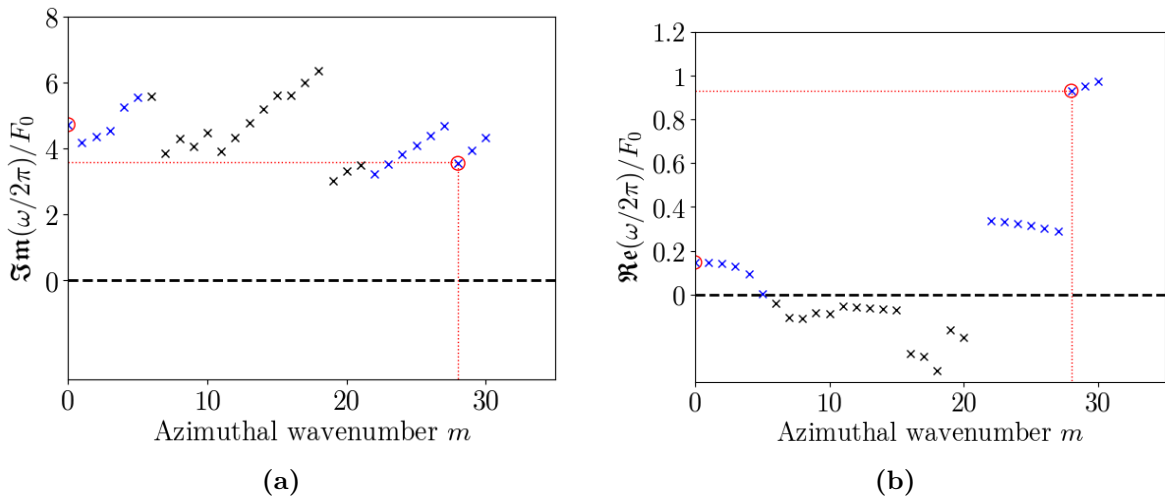 8
6
4
2
0
𝕴𝖒(ω/2π)/F₀
0 10 20 30
Azimuthal wavenumber m
(a)
1.2
1
0.8
0.6
0.4
0.2
0
𝕽𝖊(ω/2π)/F₀
0 10 20 30
Azimuthal wavenumber m
(b)